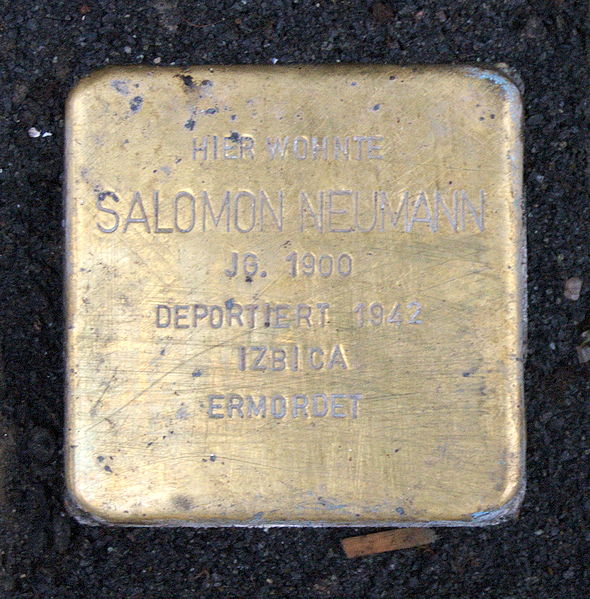 HIER WOHNTE
SALOMON NEUMANN
JG. 1900
DEPORTIERT 1942
IZBICA
ERMORDET